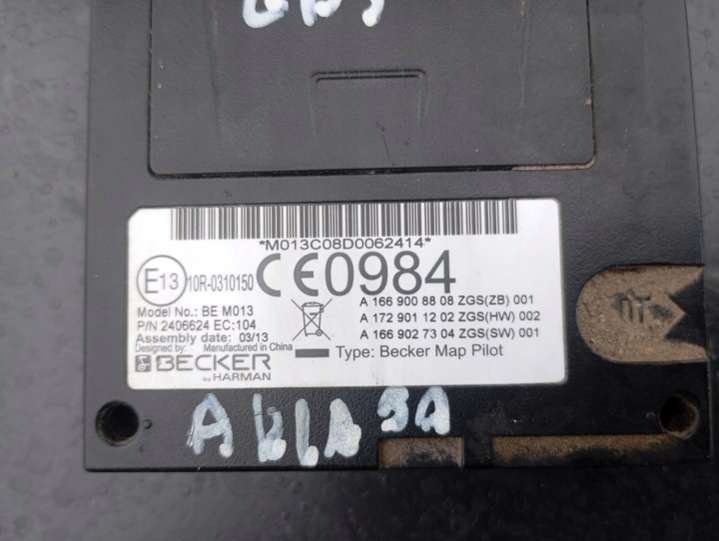 *M013C08D0062414*
E13 10R-0310150 CE0984
Model No.: BE M013
P/N 2406624 EC:104
Assembly date: 03/13
Designed by: Manufactured in China
BECKER
by HARMAN
A 166 900 88 08 ZGS(ZB) 001
A 172 901 12 02 ZGS(HW) 002
A 166 902 73 04 ZGS(SW) 001
Type: Becker Map Pilot